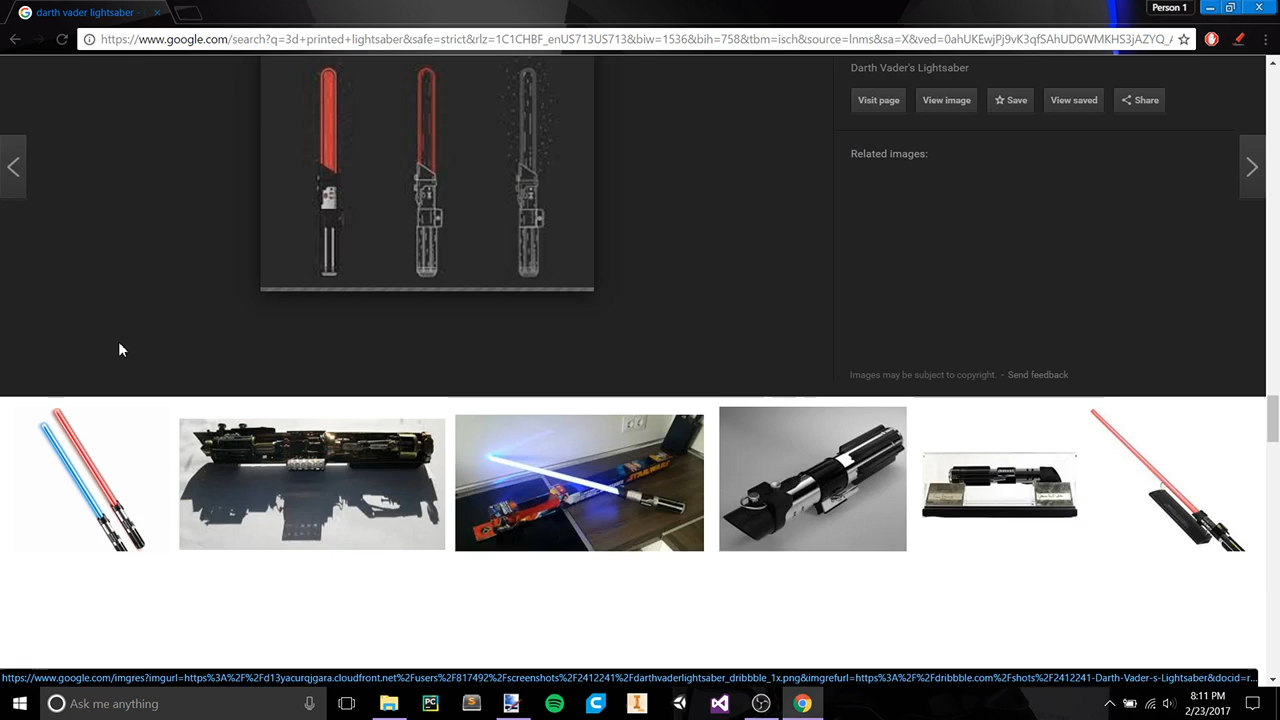 darth vader lightsaber -
Person 1
https://www.google.com/search?q=3d+printed+lightsaber&safe=strict&rlz=1C1CHBF_enUS713US713&biw=1536&bih=758&tbm=isch&source=lnms&sa=X&ved=0ahUKEwjPj9vK3qfSAhUD6WMKHS3jAZYQ_A
Darth Vader's Lightsaber
Visit page
View image
Save
View saved
Share
Related images:
Images may be subject to copyright. - Send feedback
STAR WARS
https://www.google.com/imgres?imgurl=https%3A%2F%2Fd13yacurqjgara.cloudfront.net%2Fusers%2F817492%2Fscreenshots%2F2412241%2Fdarthvaderlightsaber_dribbble_1x.png&imgrefurl=https%3A%2F%2Fdribbble.com%2Fshots%2F2412241-Darth-Vader-s-Lightsaber&docid=r...
Ask me anything
PC
8:11 PM
2/23/2017